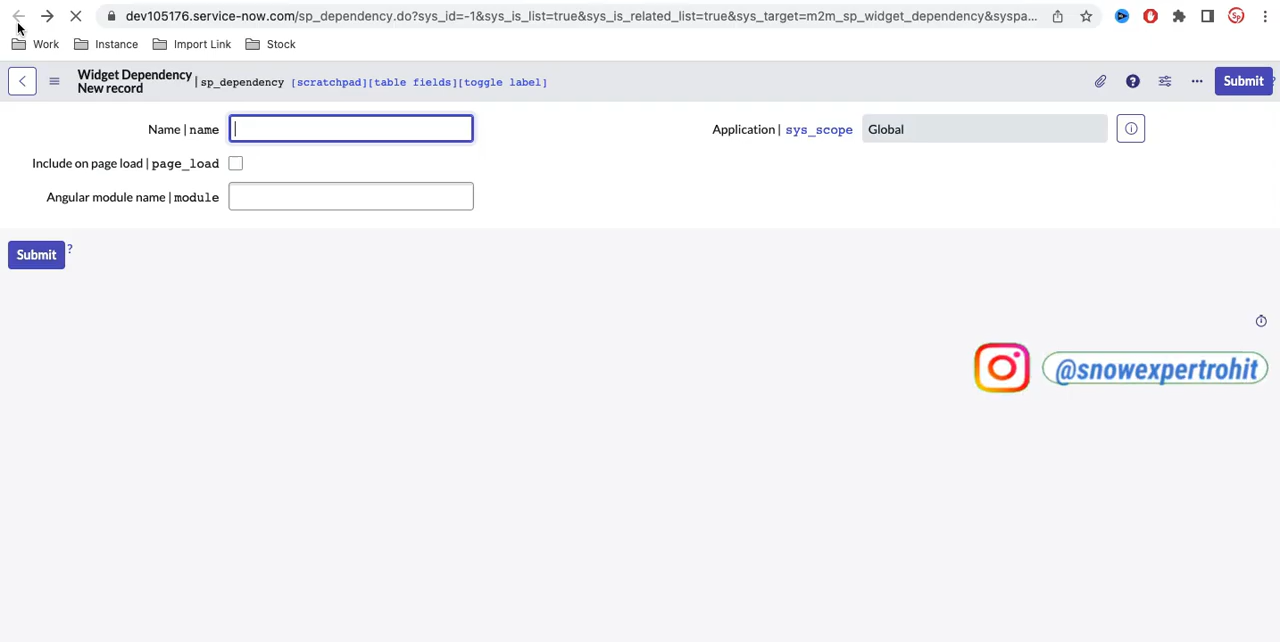 dev105176.service-now.com/sp_dependency.do?sys_id=-1&sys_is_list=true&sys_is_related_list=true&sys_target=m2m_sp_widget_dependency&syspa...
Sp
Work Instance Import Link Stock
Widget Dependency
New record
| sp_dependency [scratchpad][table fields][toggle label]
Submit
?
Name | name
Application | sys_scope Global
Include on page load | page_load
Angular module name | module
Submit ?
@snowexpertrohit